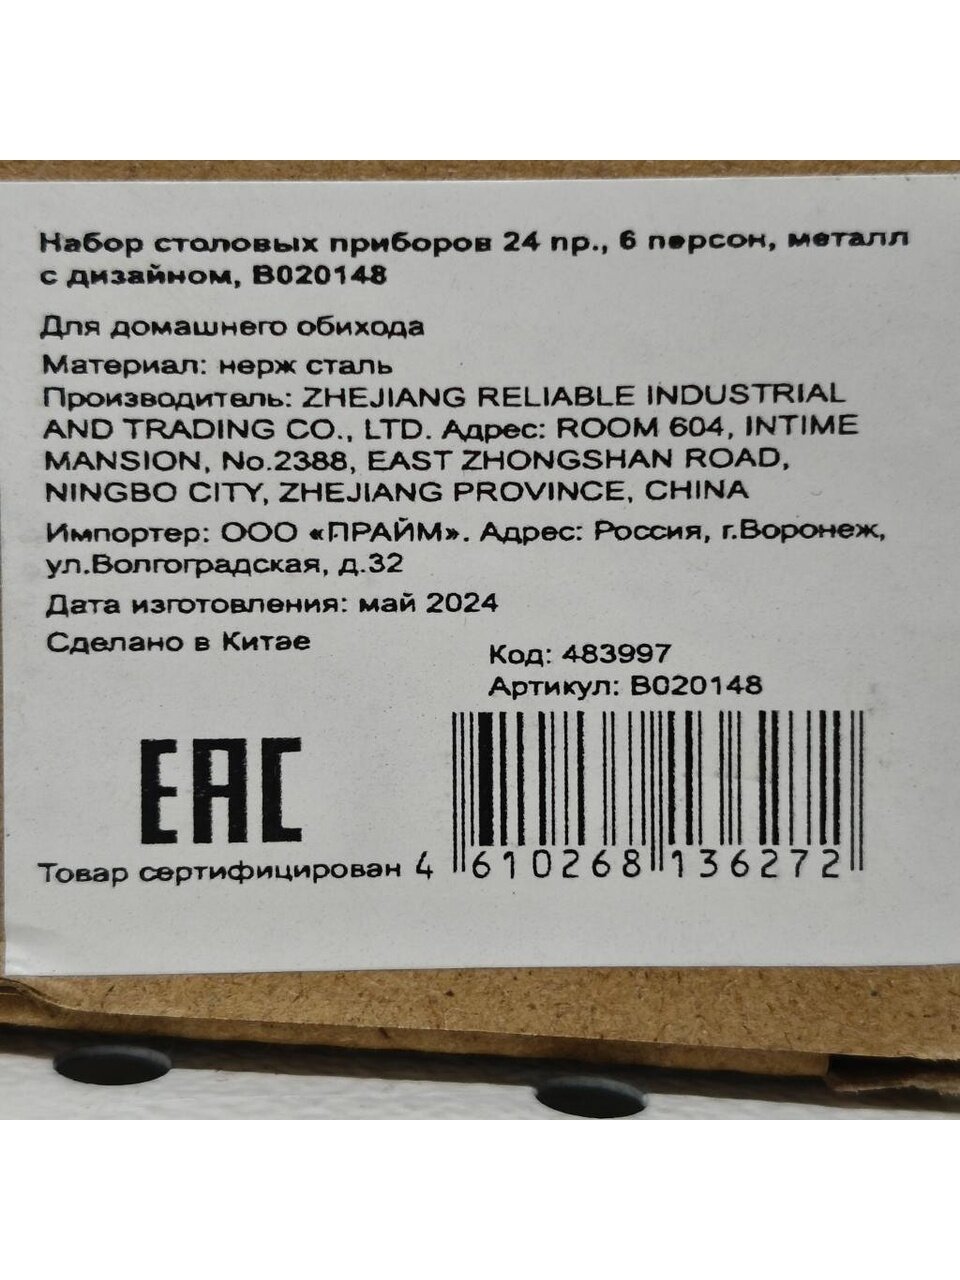 Набор столовых приборов 24 пр., 6 персон, металл
с дизайном, B020148
Для домашнего обихода
Материал: нерж сталь
Производитель: ZHEJIANG RELIABLE INDUSTRIAL
AND TRADING CO., LTD. Адрес: ROOM 604, INTIME
MANSION, No.2388, EAST ZHONGSHAN ROAD,
NINGBO CITY, ZHEJIANG PROVINCE, CHINA
Импортер: ООО «ПРАЙМ». Адрес: Россия, г.Воронеж,
ул.Волгоградская, д.32
Дата изготовления: май 2024
Сделано в Китае
Код: 483997
Артикул: B020148
EAC
Товар сертифицирован
4 610268 136272